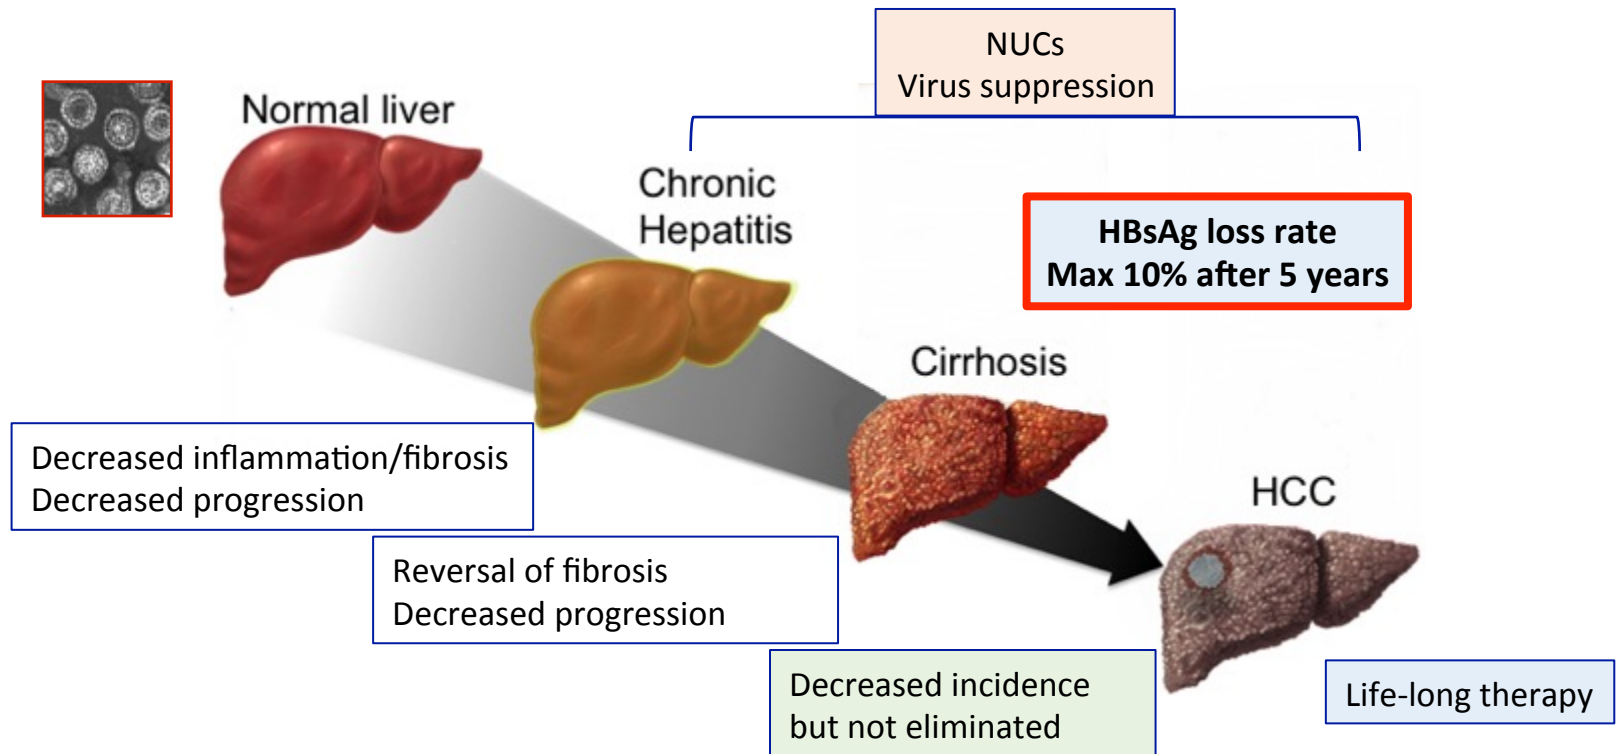 NUCs
Virus suppression
Normal liver
Chronic
Hepatitis
HBsAg loss rate
Max 10% after 5 years
Cirrhosis
Decreased inflammation/fibrosis
Decreased progression
HCC
Reversal of fibrosis
Decreased progression
Decreased incidence
but not eliminated
Life-long therapy